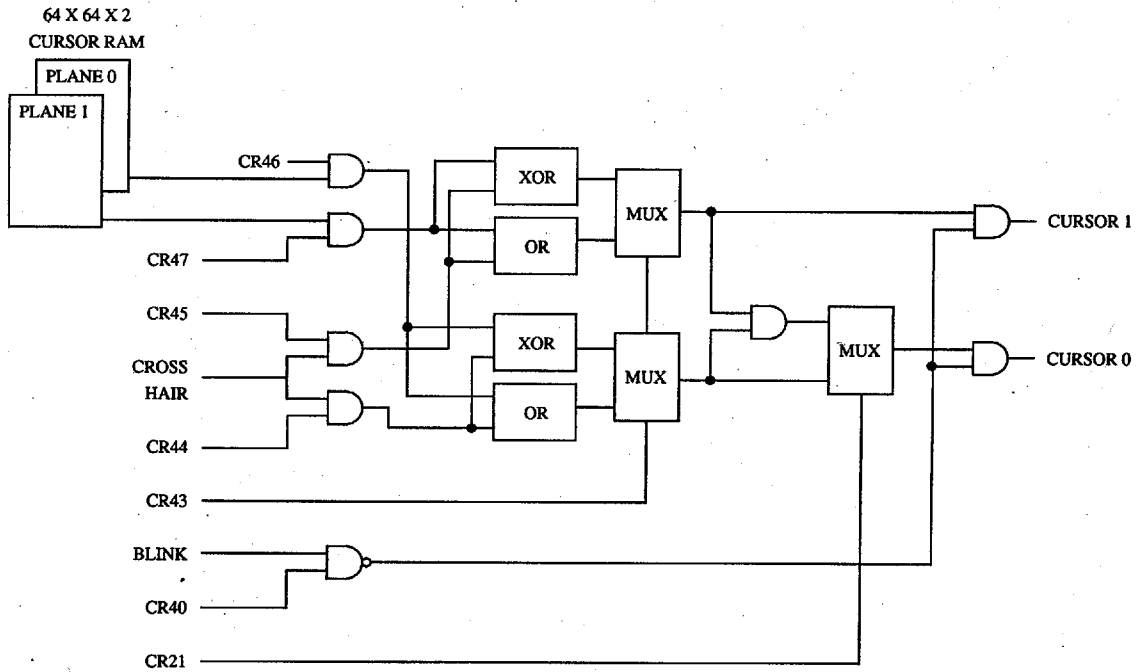 64 X 64 X 2
CURSOR RAM
PLANE 0
PLANE 1
CR46
XOR
MUX
CURSOR 1
OR
CR47
CR45
XOR
MUX
MUX
CURSOR 0
CROSS
HAIR
OR
CR44
CR43
BLINK
CR40
CR21